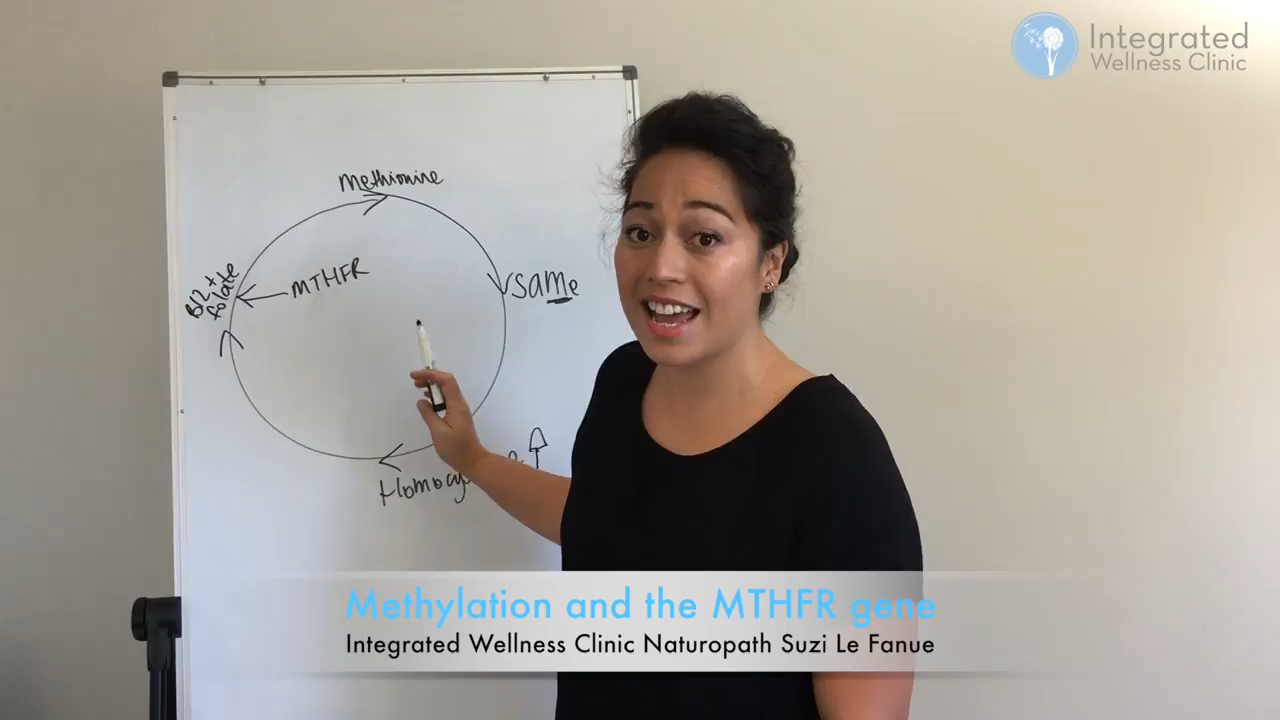 Integrated
Wellness Clinic
Methionine
MTHFR
B12 +
folate
SAMe
Methylation and the MTHFR gene
Integrated Wellness Clinic Naturopath Suzi Le Fanue